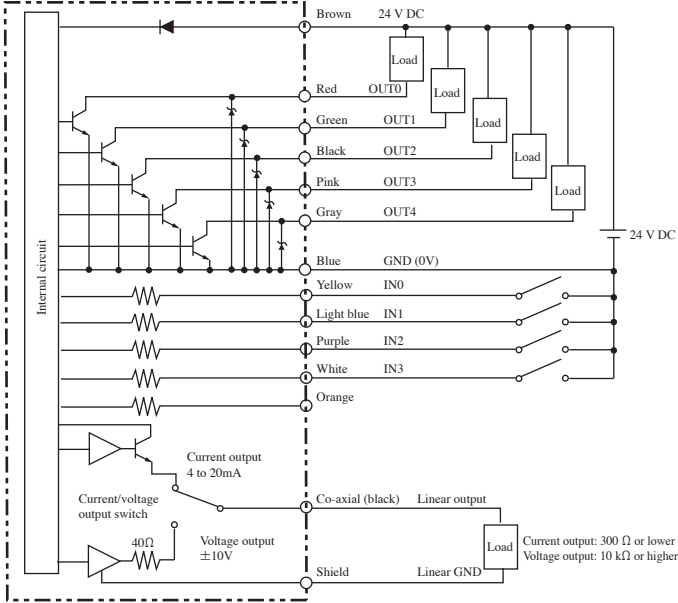 Brown 24 V DC
Load
Red OUT0
Load
Green OUT1
Load
Black OUT2
Load
Pink OUT3
Load
Gray OUT4
24 V DC
Blue GND (0V)
Internal circuit
Yellow IN0
Light blue IN1
Purple IN2
White IN3
Orange
Current output
4 to 20mA
Current/voltage
output switch
Co-axial (black) Linear output
40Ω
Voltage output
±10V
Load
Current output: 300 Ω or lower
Voltage output: 10 kΩ or higher
Shield Linear GND